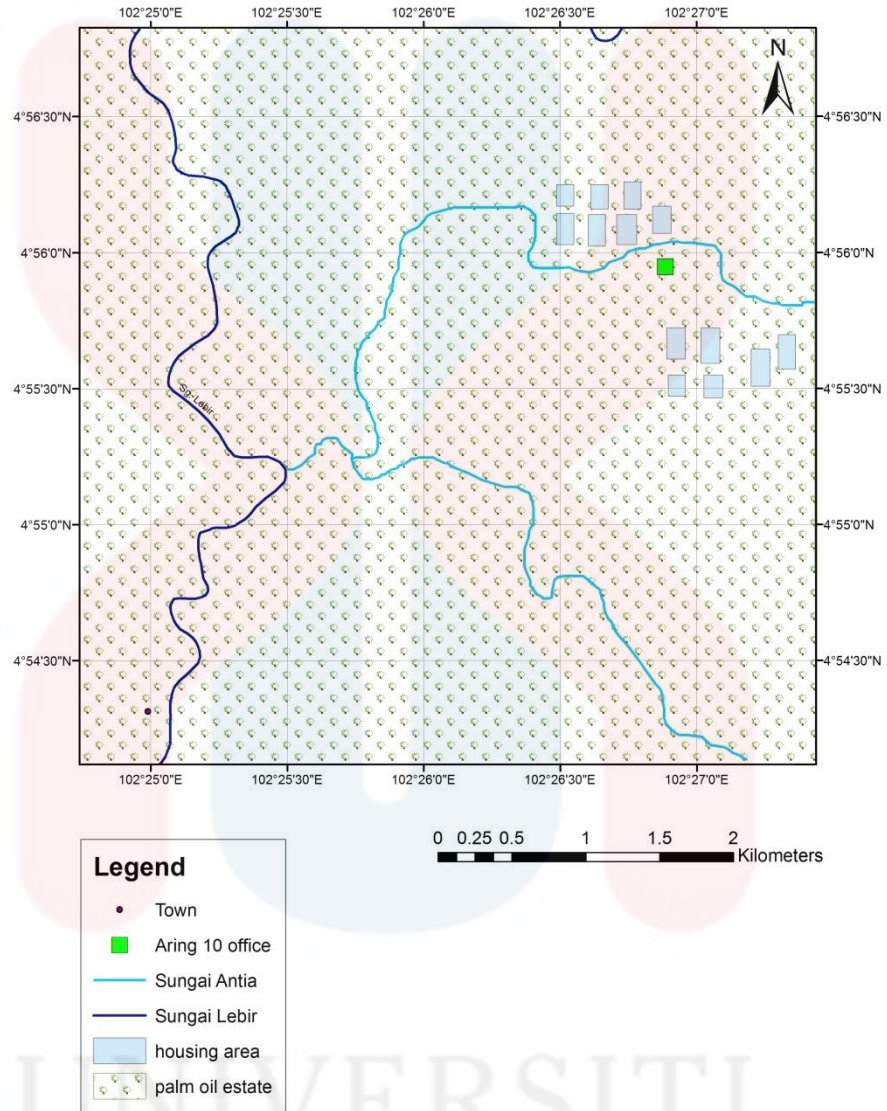 102°25'0"E 102°25'30"E 102°26'0"E 102°26'30"E 102°27'0"E
N
4°56'30"N 4°56'30"N
4°56'0"N 4°56'0"N
4°55'30"N 4°55'30"N
Sg-Lebir
4°55'0"N 4°55'0"N
4°54'30"N 4°54'30"N
102°25'0"E 102°25'30"E 102°26'0"E 102°26'30"E 102°27'0"E
0 0.25 0.5 1 1.5 2
Kilometers
Legend
Town
Aring 10 office
Sungai Antia
Sungai Lebir
housing area
palm oil estate
UNIVERSITI